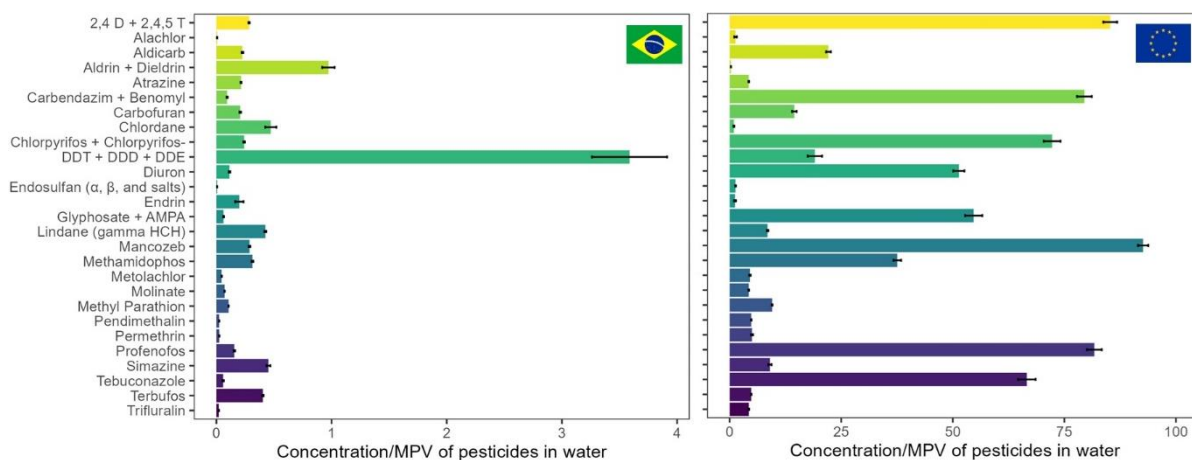 2,4 D + 2,4,5 T
Alachlor
Aldicarb
Aldrin + Dieldrin
Atrazine
Carbendazim + Benomyl
Carbofuran
Chlordane
Chlorpyrifos + Chlorpyrifos-
DDT + DDD + DDE
Diuron
Endosulfan (α, β, and salts)
Endrin
Glyphosate + AMPA
Lindane (gamma HCH)
Mancozeb
Methamidophos
Metolachlor
Molinate
Methyl Parathion
Pendimethalin
Permethrin
Profenofos
Simazine
Tebuconazole
Terbufos
Trifluralin
0 1 2 3 4
Concentration/MPV of pesticides in water
0 25 50 75 100
Concentration/MPV of pesticides in water